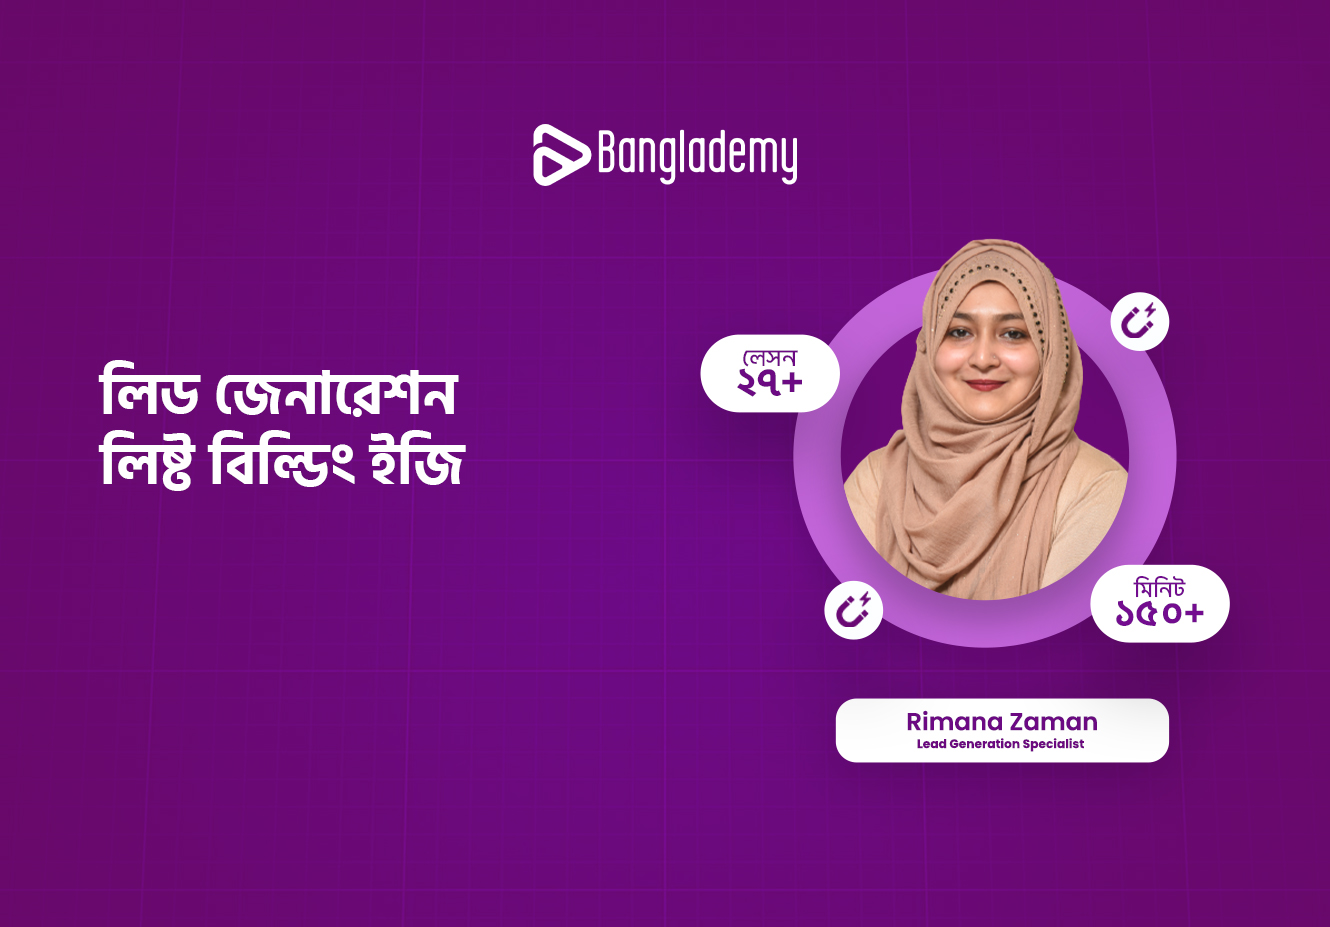 Banglademy
লিড জেনারেশন
লিষ্ট বিল্ডিং ইজি
লেসন
২৭+
মিনিট
১৫০+
Rimana Zaman
Lead Generation Specialist